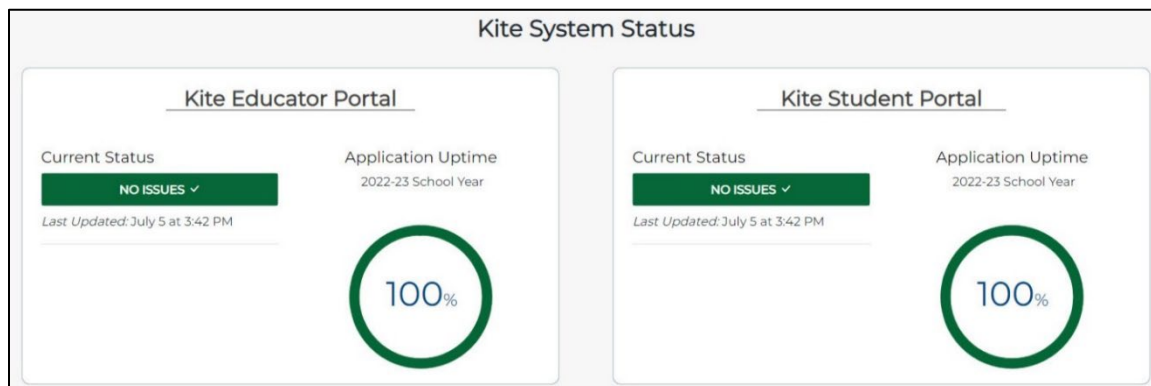 Kite System Status
Kite Educator Portal
Current Status
NO ISSUES ✓
Last Updated: July 5 at 3:42 PM
Application Uptime
2022-23 School Year
100%
Kite Student Portal
Current Status
NO ISSUES ✓
Last Updated: July 5 at 3:42 PM
Application Uptime
2022-23 School Year
100%